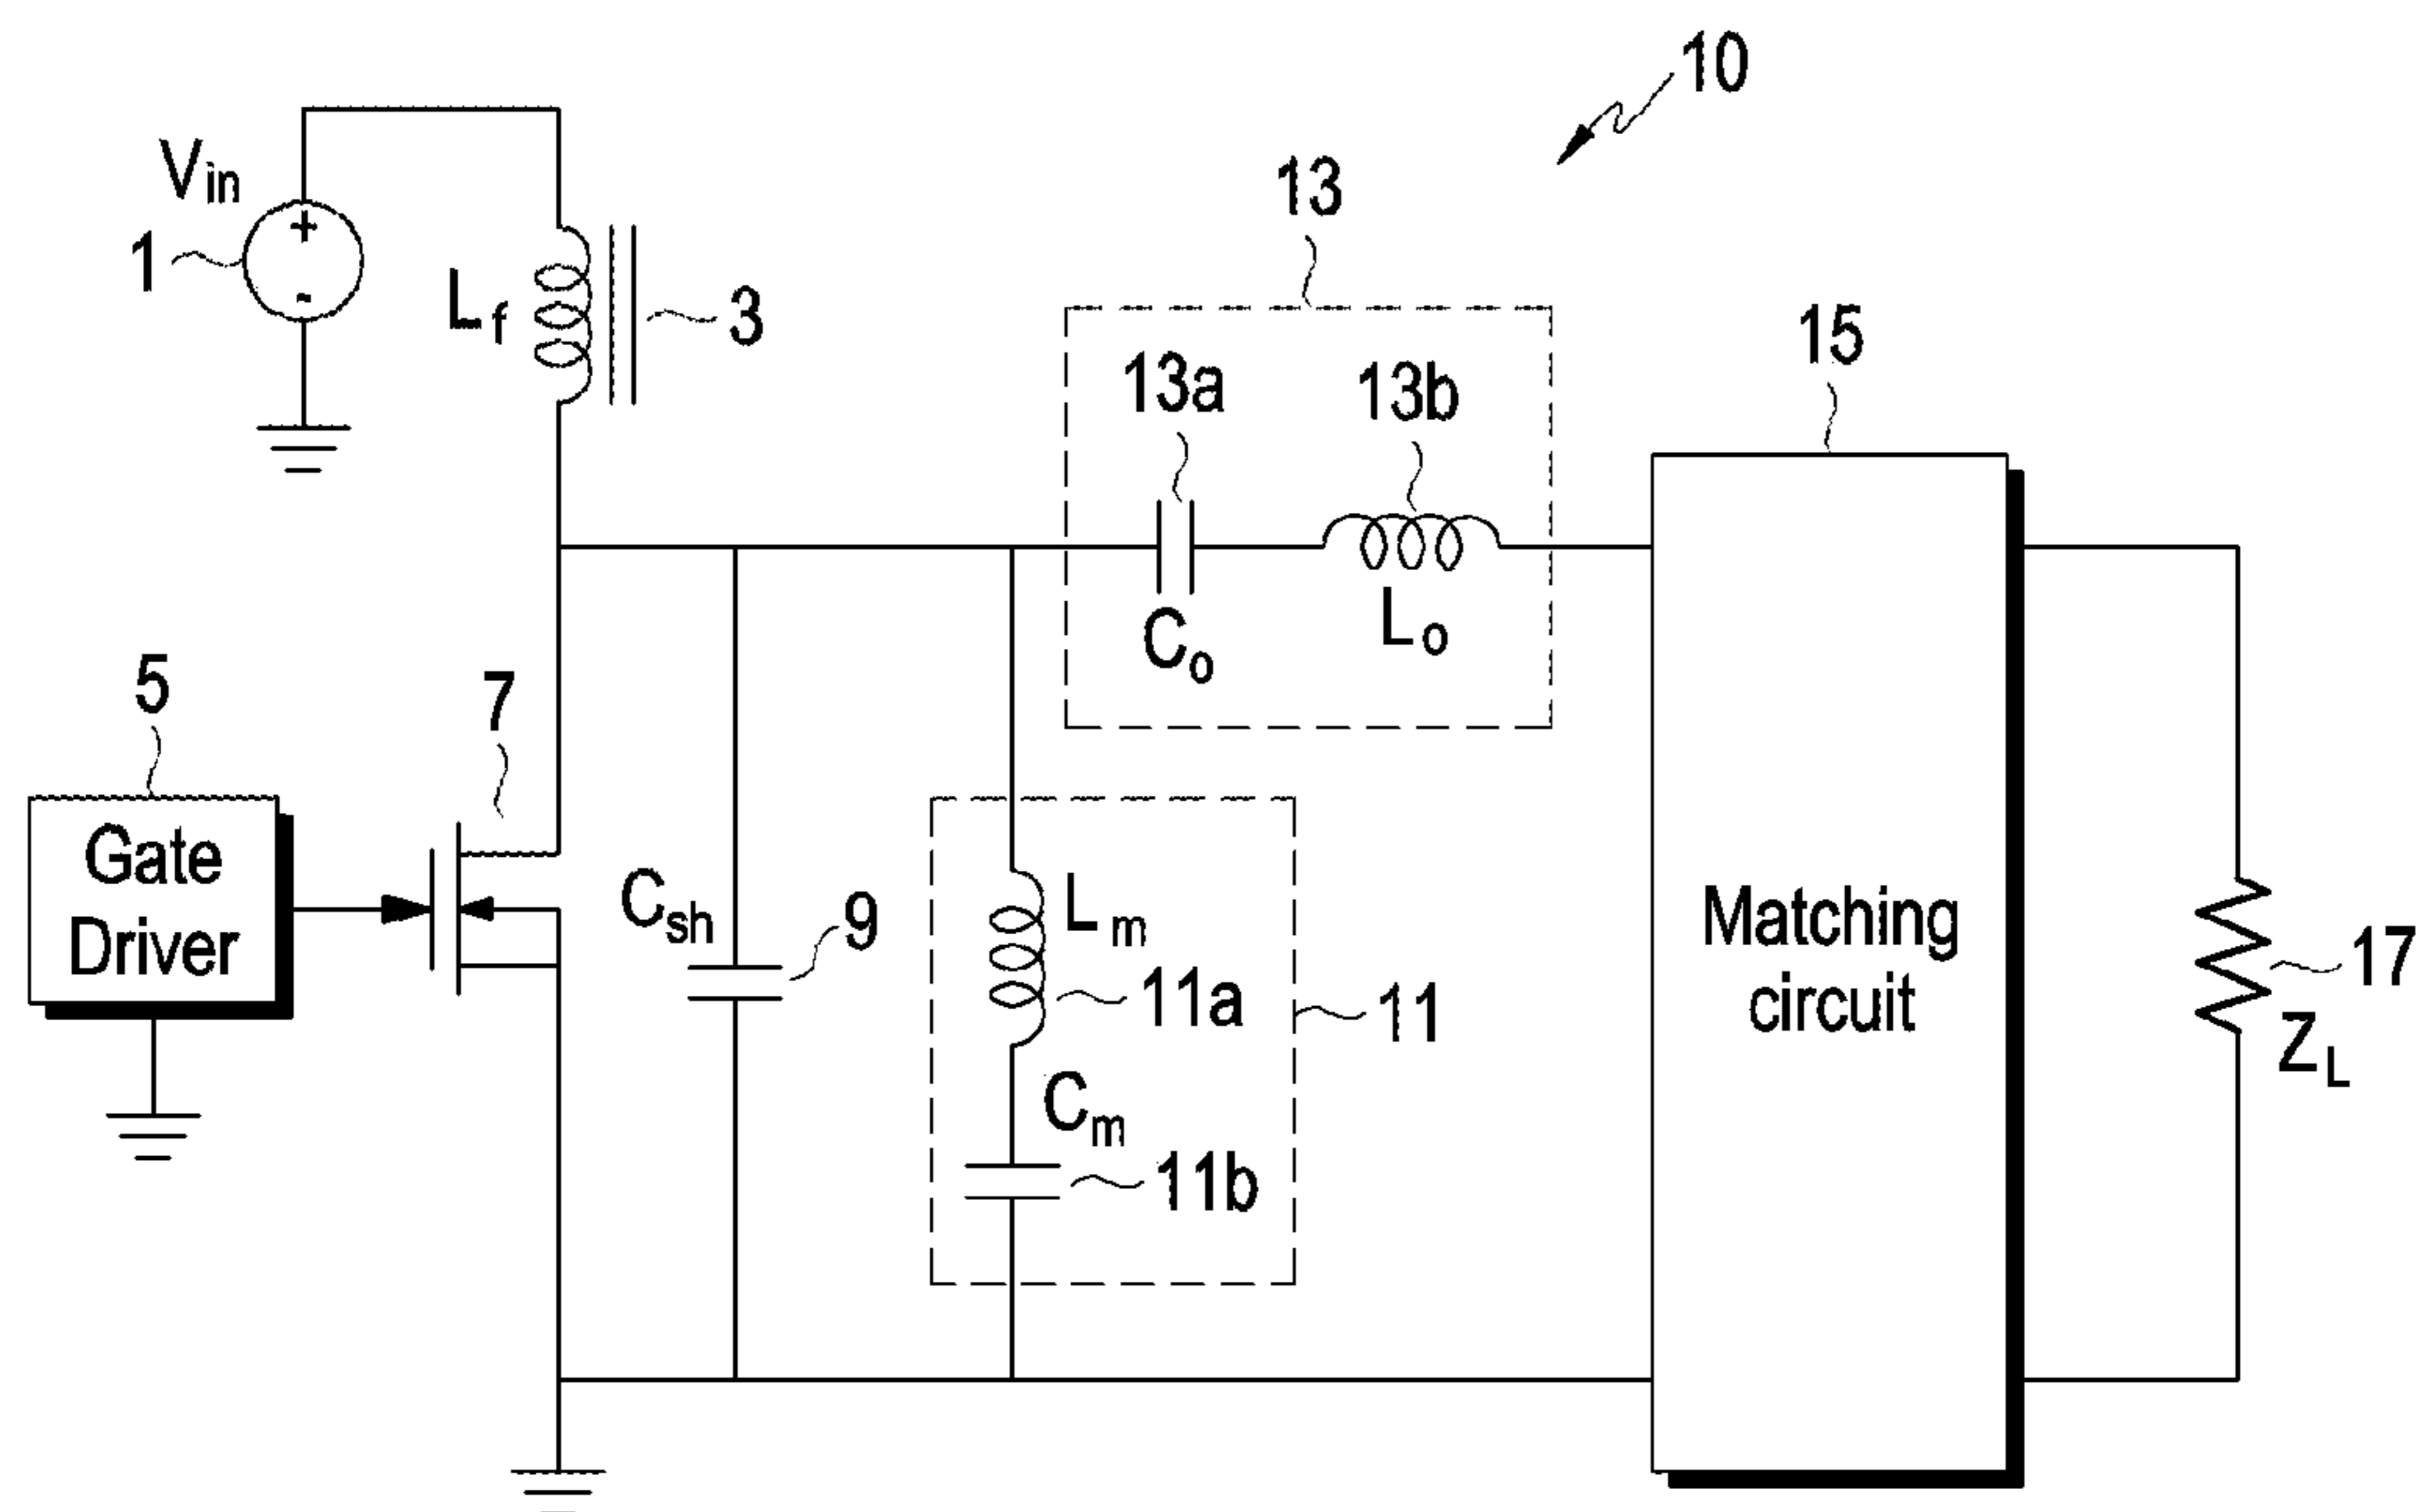 10
Vin
1
Lf
3
13
13a
13b
Co
Lo
15
5
7
Gate
Driver
Csh
9
Lm
11a
11
Cm
11b
Matching
circuit
17
ZL
+
-